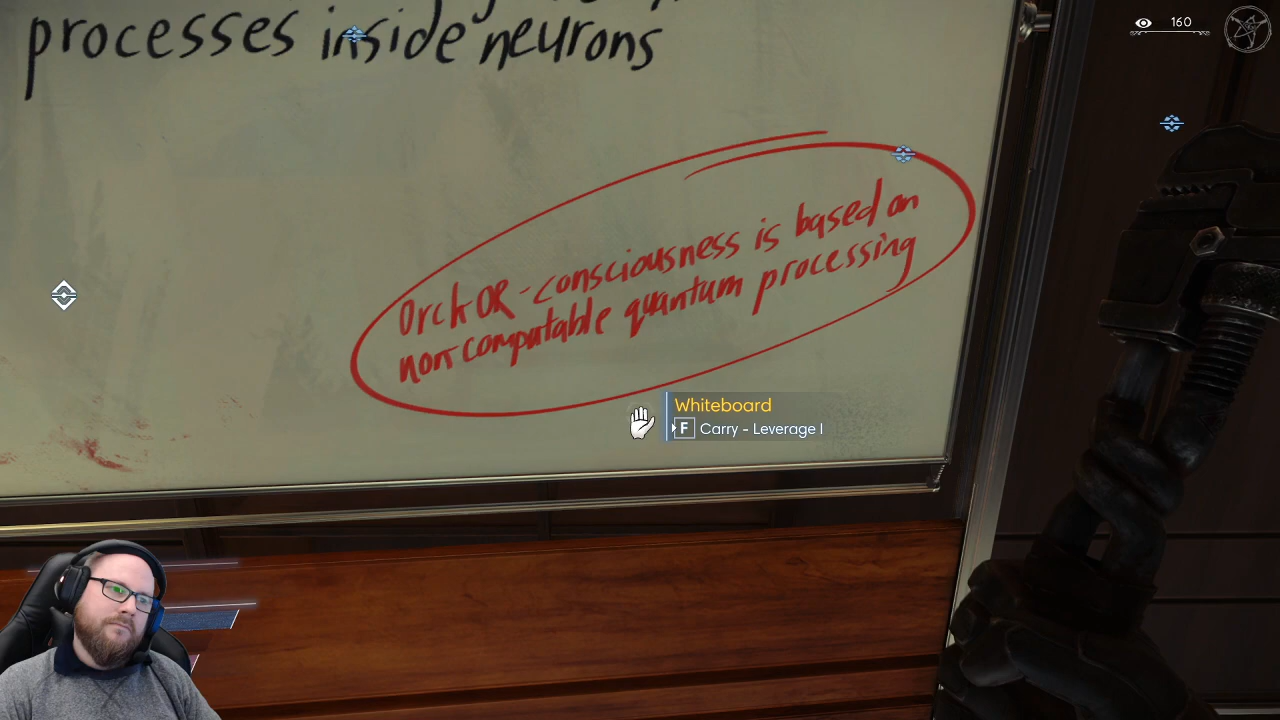 processes inside neurons
160
Orch OR - consciousness is based on
non computable quantum processing
Whiteboard
F Carry - Leverage I